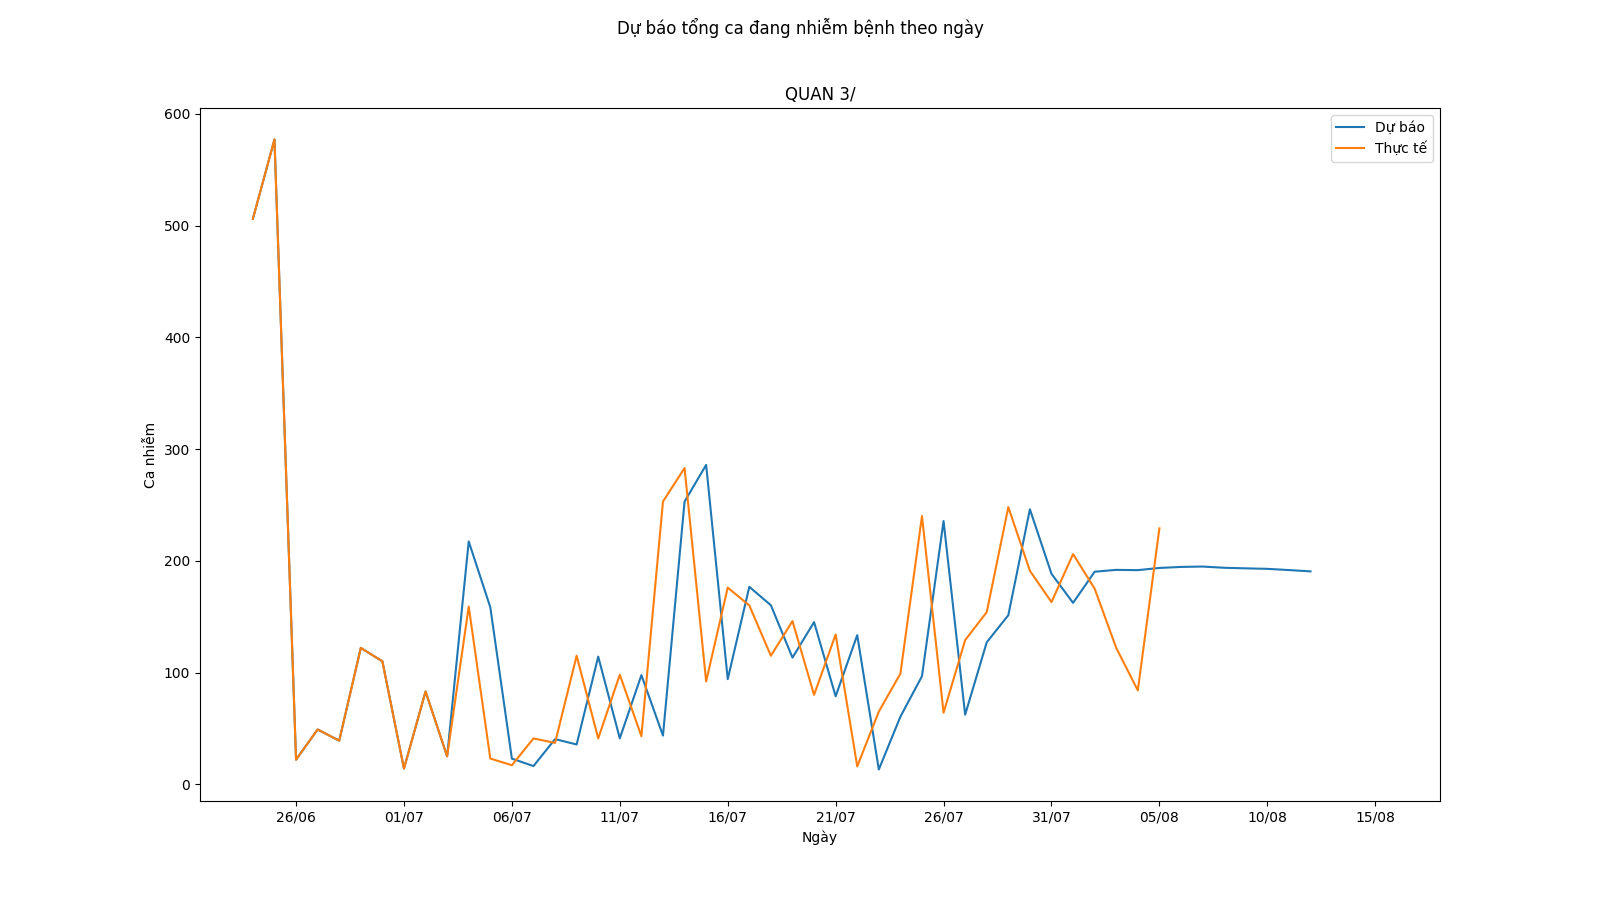 Dự báo tổng ca đang nhiễm bệnh theo ngày
QUAN 3/
Dự báo
Thực tế
600
500
400
300
200
100
0
Ca nhiễm
26/06 01/07 06/07 11/07 16/07 21/07 26/07 31/07 05/08 10/08 15/08
Ngày